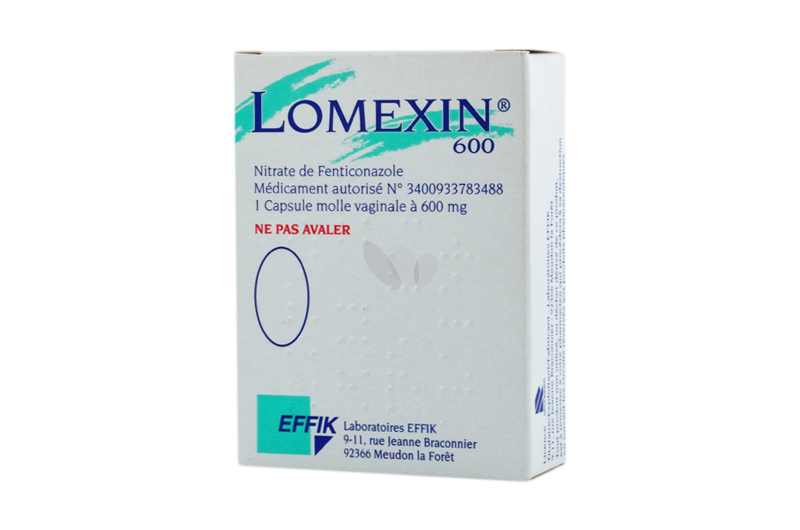 LOMEXIN®
600
Nitrate de Fenticonazole
Médicament autorisé N° 3400933783488
1 Capsule molle vaginale à 600 mg
NE PAS AVALER
EFFIK
Laboratoires EFFIK
9-11, rue Jeanne Braconnier
92366 Meudon la Forêt